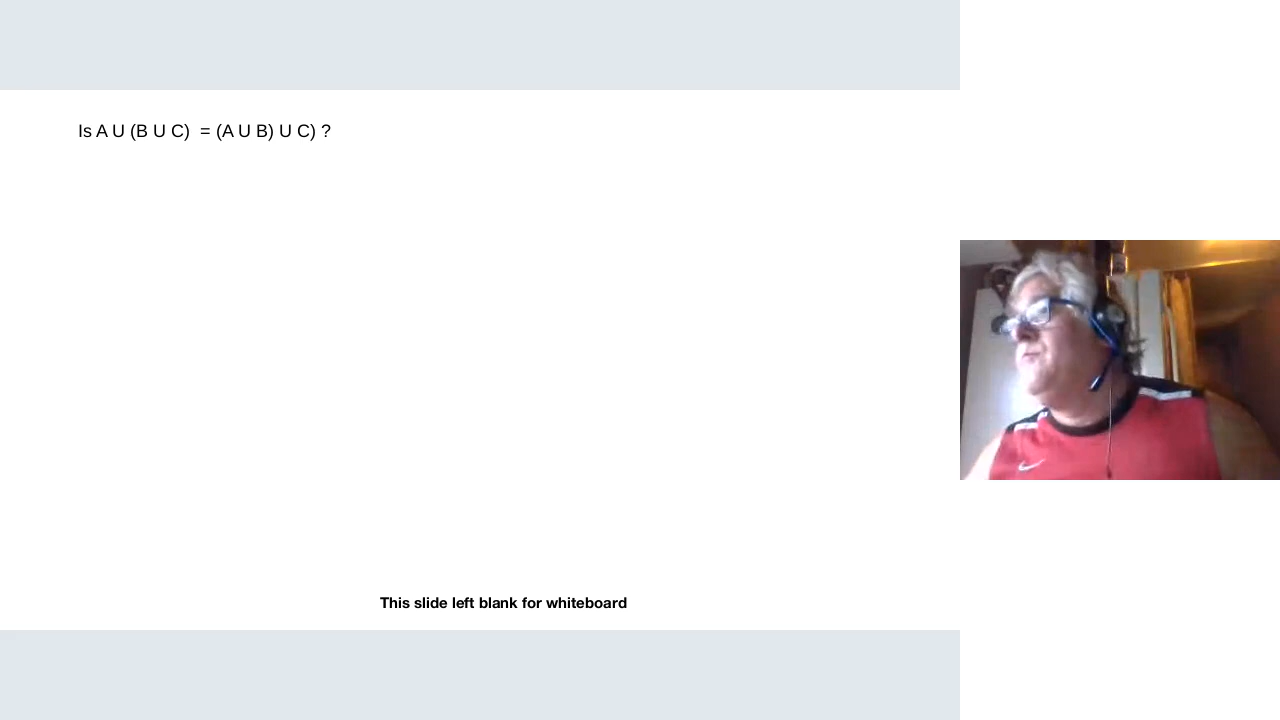 Is A U (B U C)  = (A U B) U C) ?
This slide left blank for whiteboard